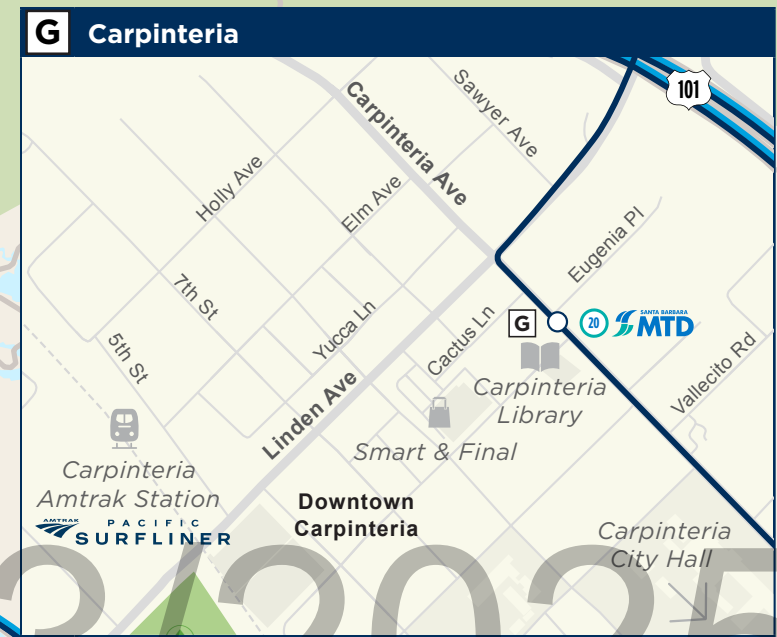 G Carpinteria
101
Sawyer Ave
Carpinteria Ave
Holly Ave
Elm Ave
Eugenia Pl
7th St
Yucca Ln
Cactus Ln
G
20
SANTA BARBARA
MTD
5th St
Vallecito Rd
Carpinteria
Library
Linden Ave
Smart & Final
Carpinteria
Amtrak Station
AMTRAK
PACIFIC
SURFLINER
Downtown
Carpinteria
Carpinteria
City Hall
3/2025